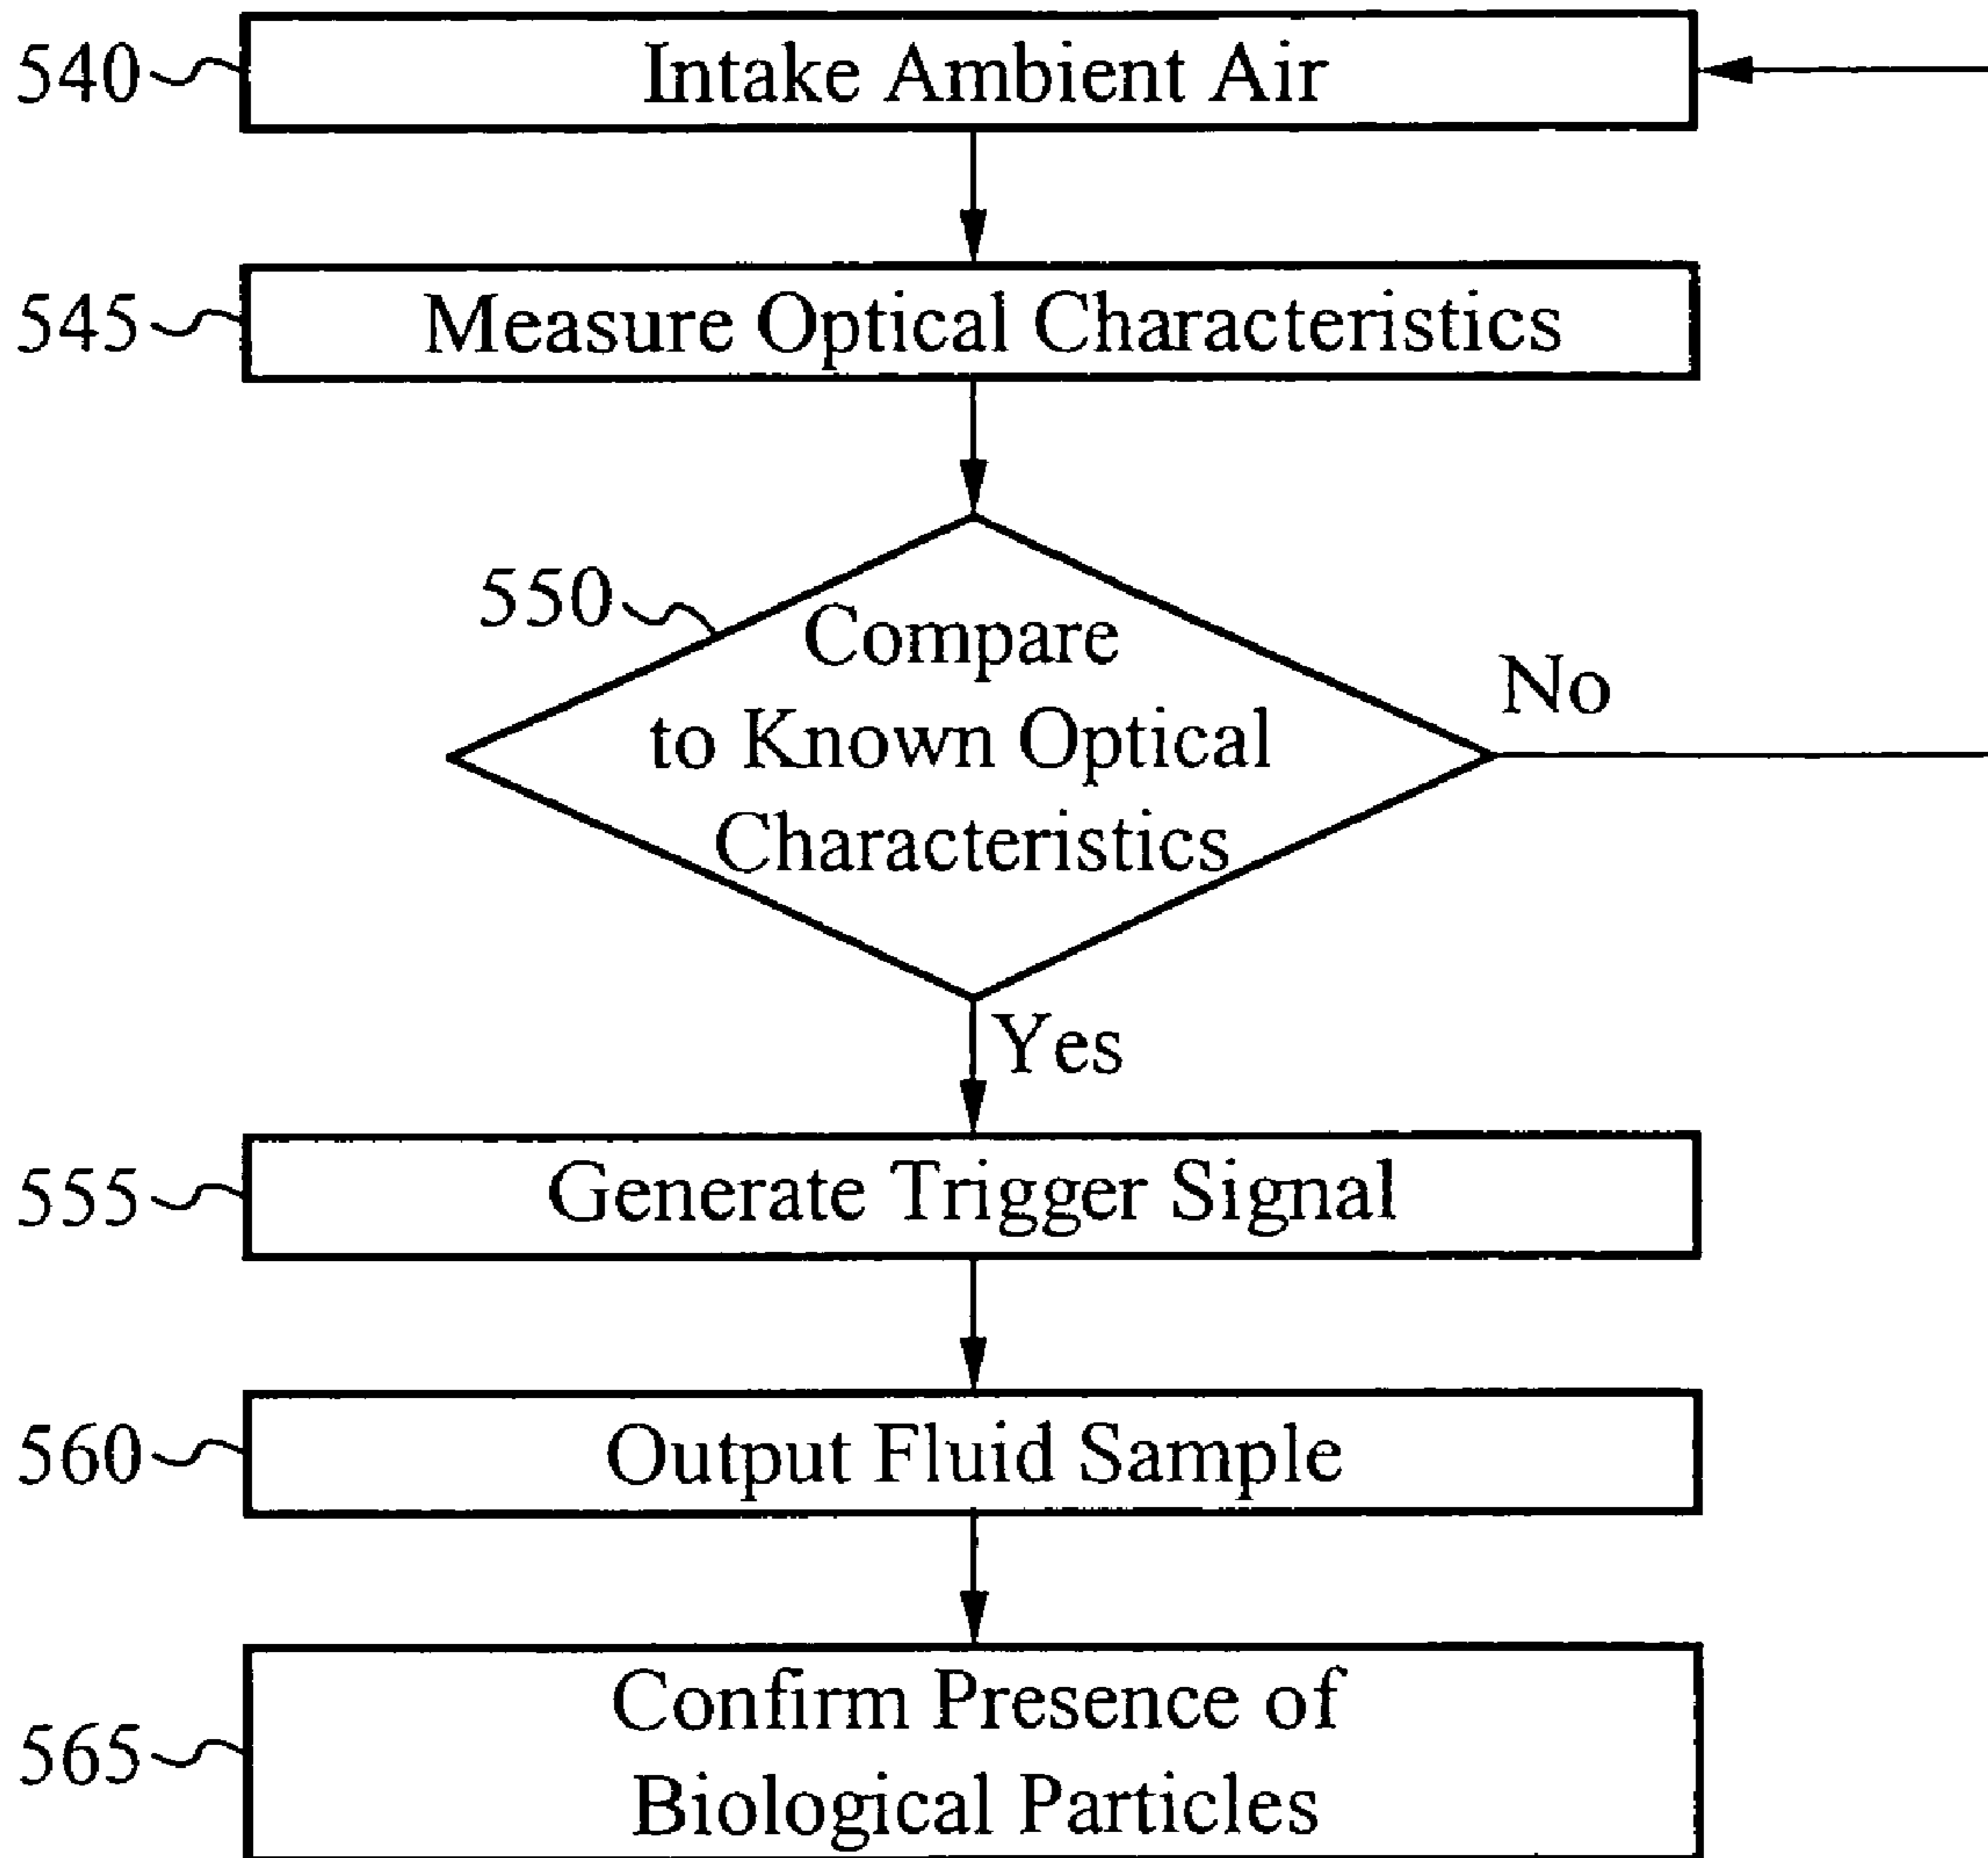 540
Intake Ambient Air
545
Measure Optical Characteristics
550
Compare
to Known Optical
Characteristics
No
Yes
555
Generate Trigger Signal
560
Output Fluid Sample
565
Confirm Presence of
Biological Particles